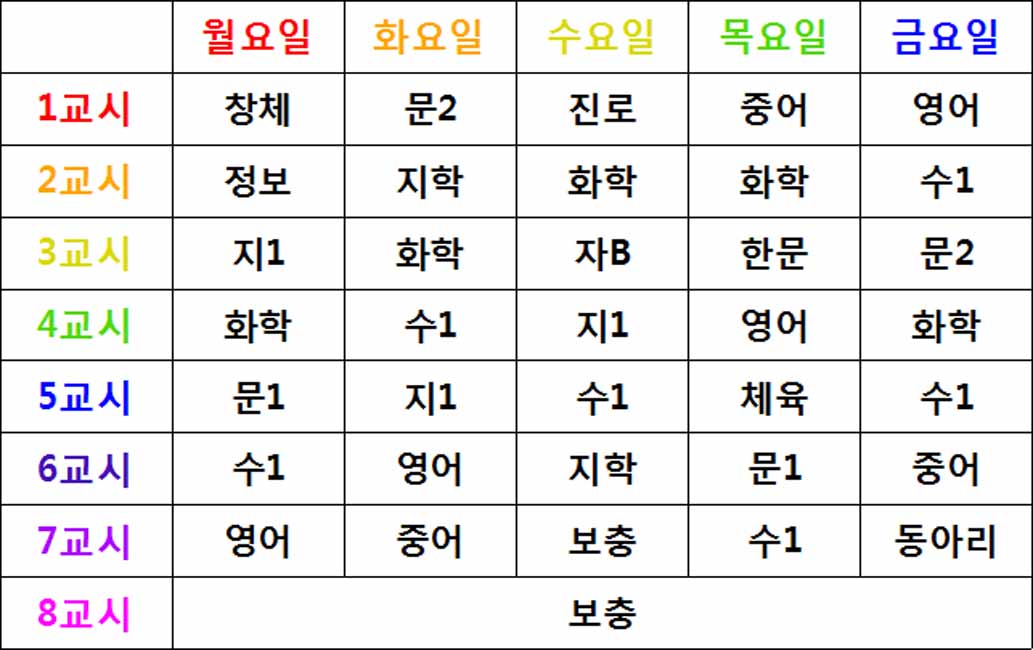 월요일 화요일 수요일 목요일 금요일
1교시 창체 문2 진로 중어 영어
2교시 정보 지학 화학 화학 수1
3교시 지1 화학 자B 한문 문2
4교시 화학 수1 지1 영어 화학
5교시 문1 지1 수1 체육 수1
6교시 수1 영어 지학 문1 중어
7교시 영어 중어 보충 수1 동아리
8교시 보충